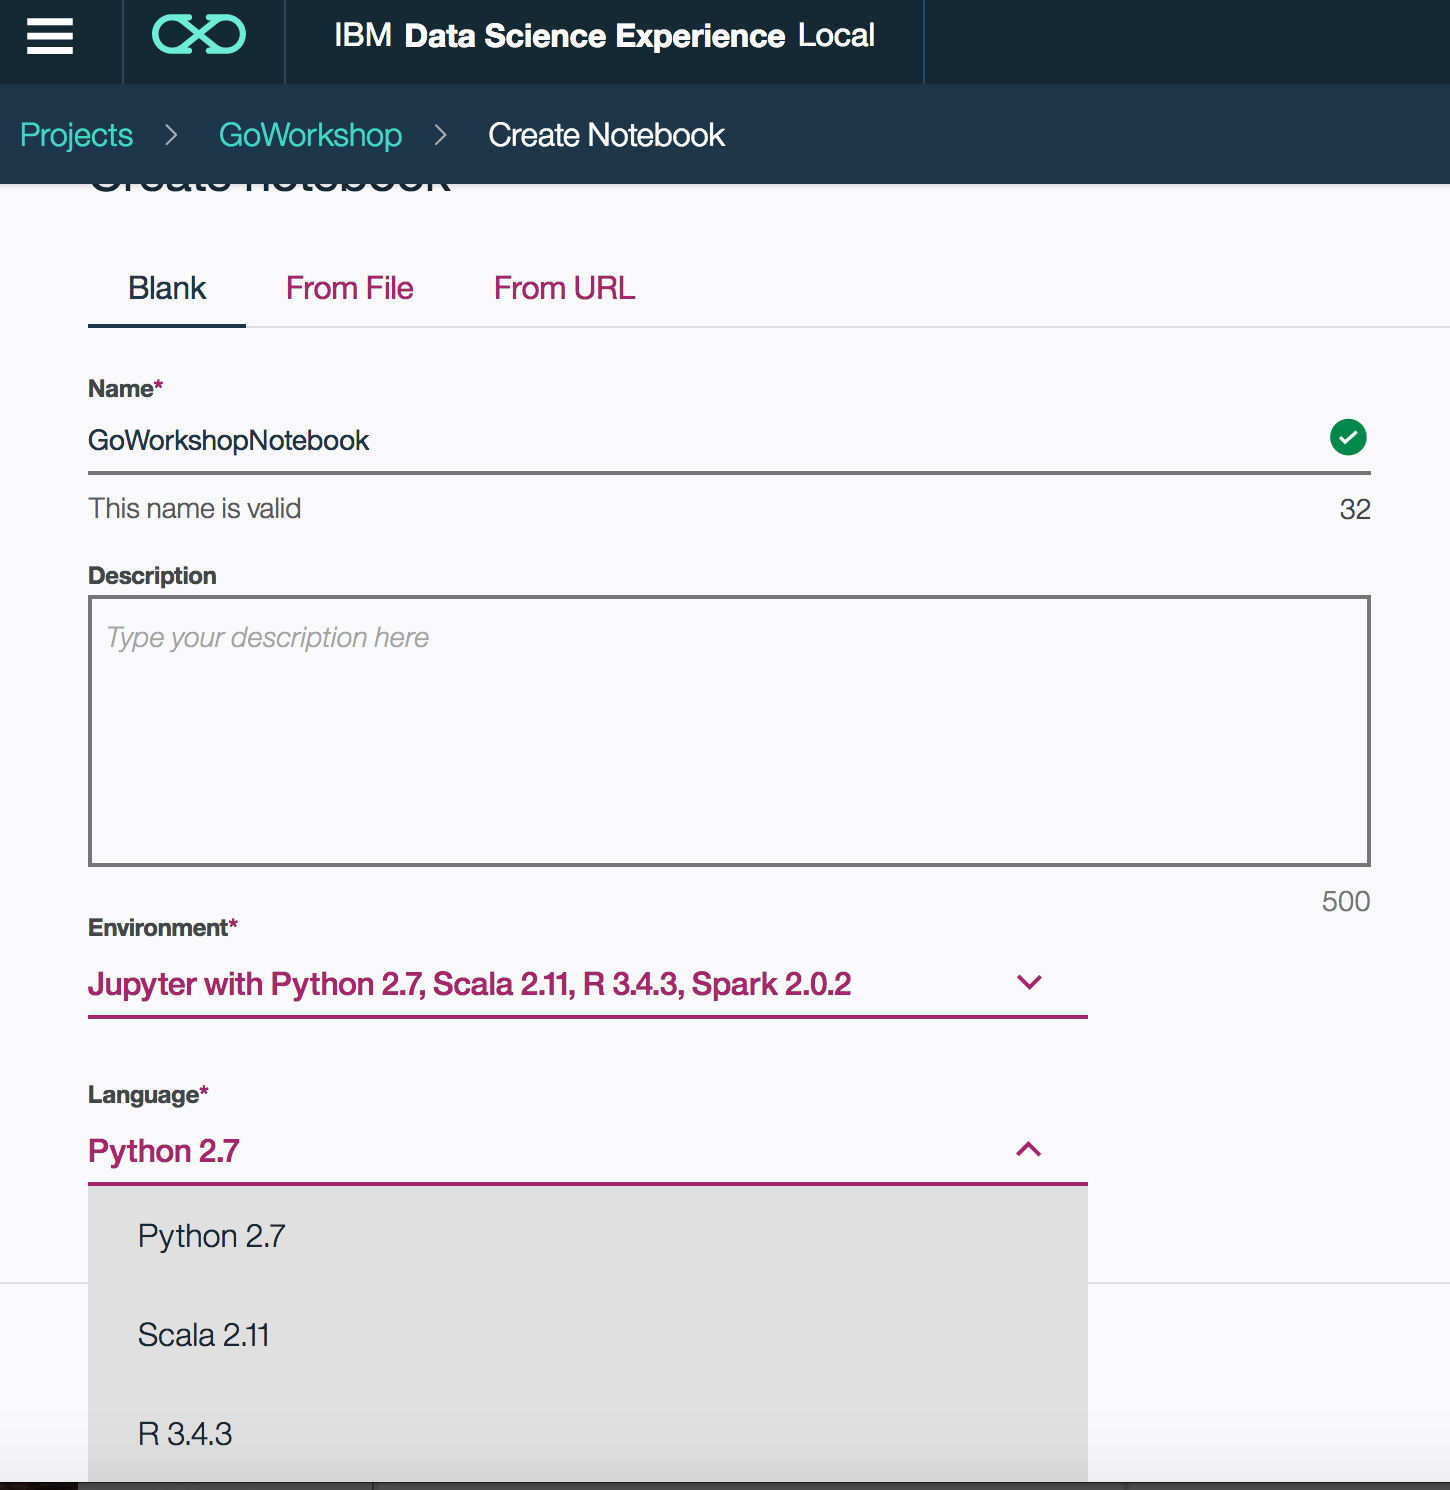 IBM Data Science Experience Local
Projects > GoWorkshop > Create Notebook
Create notebook
Blank From File From URL
Name*
GoWorkshopNotebook
This name is valid 32
Description
Type your description here
500
Environment*
Jupyter with Python 2.7, Scala 2.11, R 3.4.3, Spark 2.0.2
Language*
Python 2.7
Python 2.7
Scala 2.11
R 3.4.3